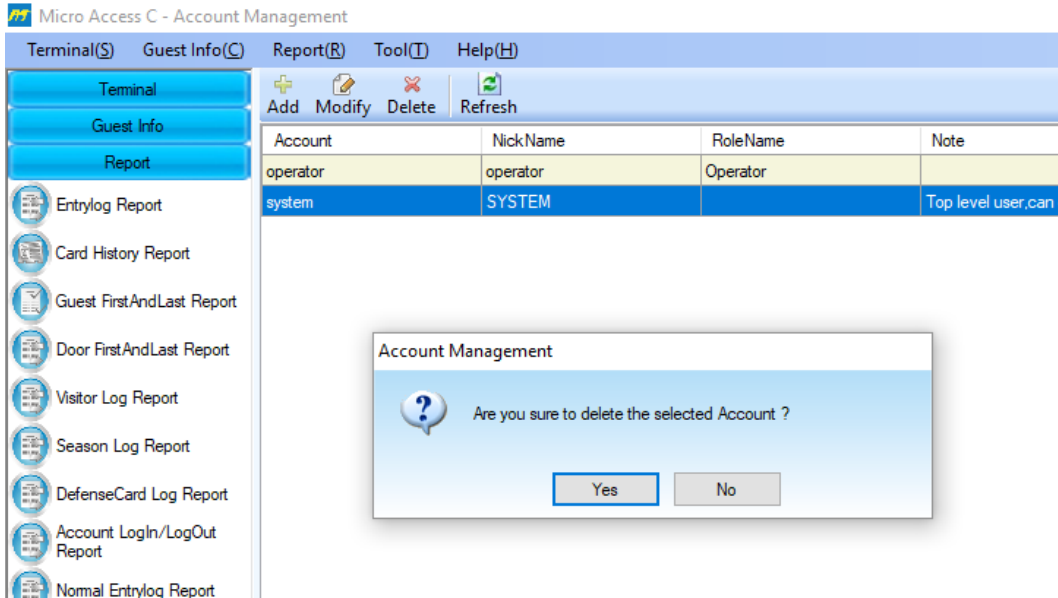 Micro Access C - Account Management
Terminal(S) Guest Info(C) Report(R) Tool(T) Help(H)
Terminal
Guest Info
Report
Entrylog Report
Card History Report
Guest FirstAndLast Report
Door FirstAndLast Report
Visitor Log Report
Season Log Report
DefenseCard Log Report
Account LogIn/LogOut
Report
Normal Entrylog Report
Add Modify Delete Refresh
Account NickName RoleName Note
operator operator Operator
system SYSTEM Top level user,can
Account Management
Are you sure to delete the selected Account ?
Yes No